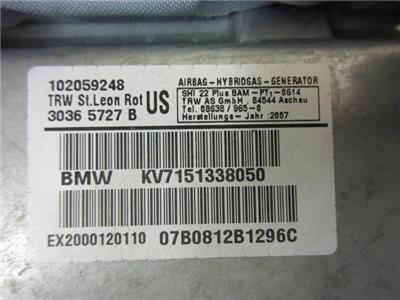 102059248
TRW St.Leon Rot US
3036 5727 B
AIRBAG-HYBRIDGAS-GENERATOR
SHI 22 Plus BAM-PT1-0614
TRW AS GmbH, 84544 Aschau
Tel. 08638/965-0
Herstellungs-Jahr:2007
BMW KV7151338050
EX2000120110 07B0812B1296C